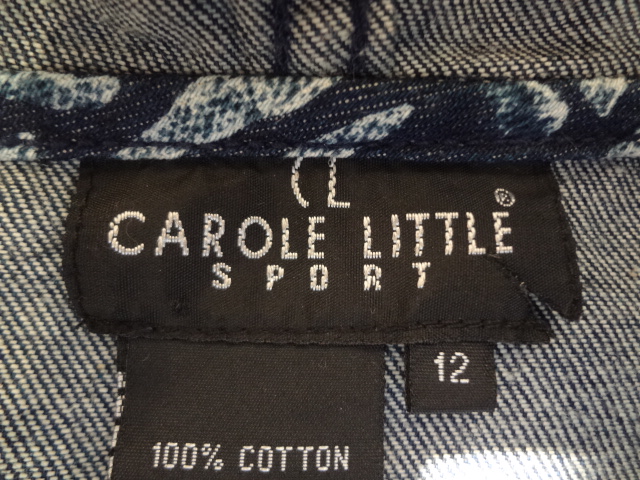 CL
CAROLE LITTLE®
SPORT
12
100% COTTON